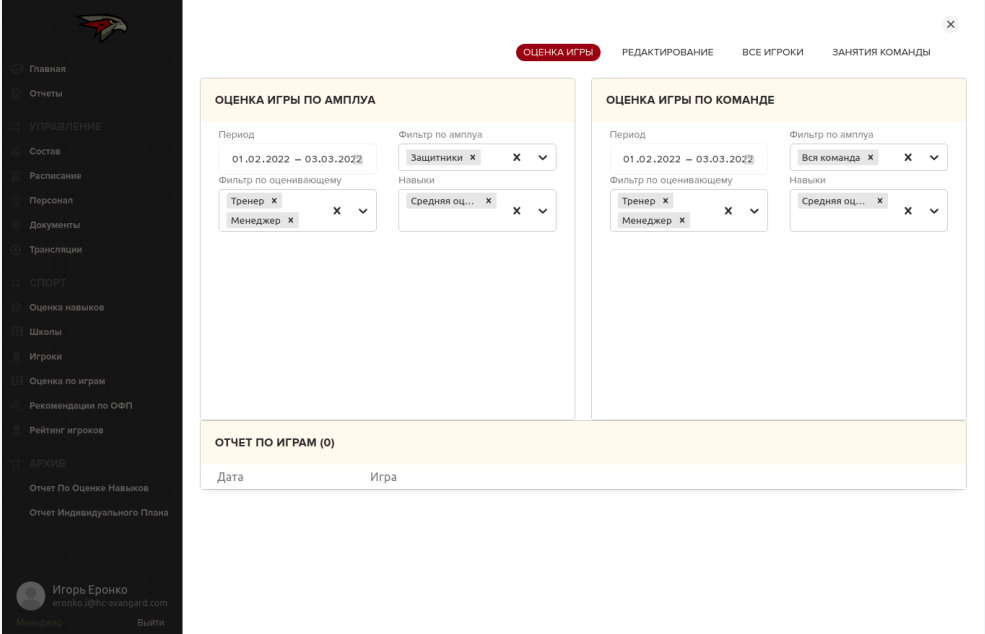 Главная
Отчеты
УПРАВЛЕНИЕ
Состав
Расписание
Персонал
Документы
Трансляции
СПОРТ
Оценка навыков
Школы
Игроки
Оценка по играм
Рекомендации по ОФП
Рейтинг игроков
АРХИВ
Отчет По Оценке Навыков
Отчет Индивидуального Плана
Игорь Еронко
eronko.i@hc-avangard.com
Менеджер Выйти
ОЦЕНКА ИГРЫ РЕДАКТИРОВАНИЕ ВСЕ ИГРОКИ ЗАНЯТИЯ КОМАНДЫ
ОЦЕНКА ИГРЫ ПО АМПЛУА
Период Фильтр по амплуа
01.02.2022 – 03.03.2022 Защитники
Фильтр по оценивающему Навыки
Тренер Средняя оц...
Менеджер
ОЦЕНКА ИГРЫ ПО КОМАНДЕ
Период Фильтр по амплуа
01.02.2022 – 03.03.2022 Вся команда
Фильтр по оценивающему Навыки
Тренер Средняя оц...
Менеджер
ОТЧЕТ ПО ИГРАМ (0)
Дата Игра